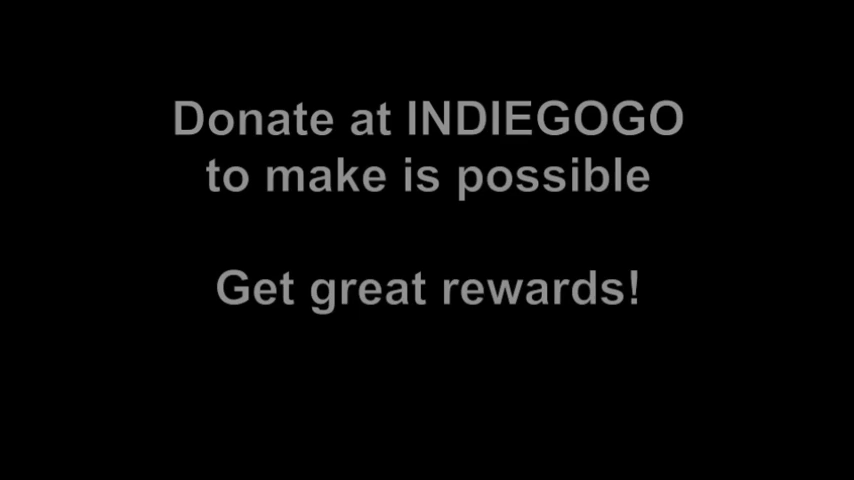 Donate at INDIEGOGO
to make is possible
Get great rewards!